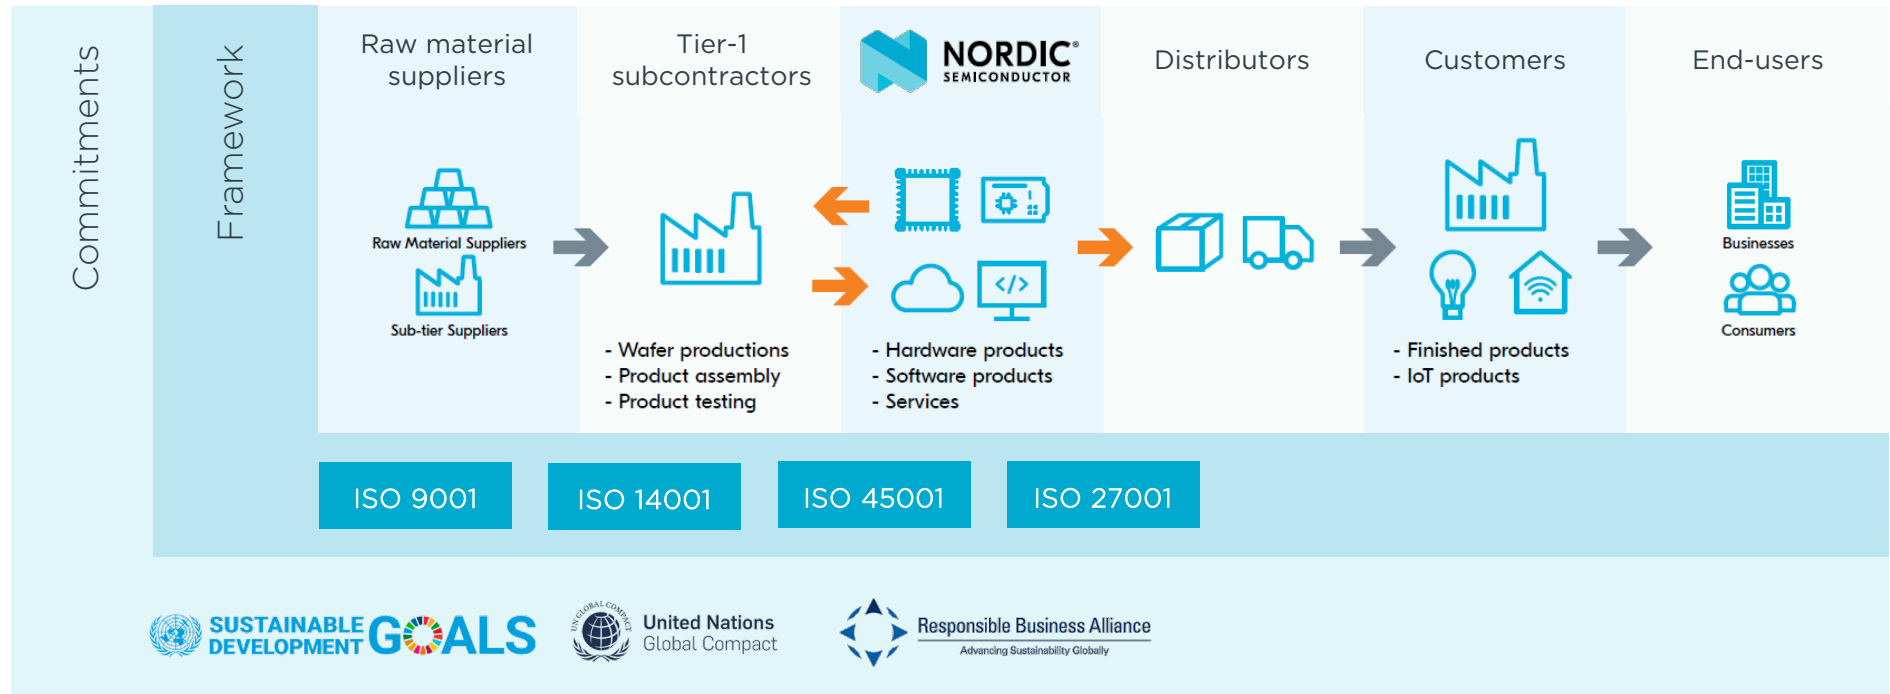 Commitments
Framework
Raw material
suppliers
Tier-1
subcontractors
NORDIC®
SEMICONDUCTOR
Distributors
Customers
End-users
Raw Material Suppliers
Sub-tier Suppliers
- Wafer productions
- Product assembly
- Product testing
</>
- Hardware products
- Software products
- Services
- Finished products
- IoT products
Businesses
Consumers
ISO 9001
ISO 14001
ISO 45001
ISO 27001
SUSTAINABLE
DEVELOPMENT
GOALS
UN GLOBAL COMPACT
United Nations
Global Compact
Responsible Business Alliance
Advancing Sustainability Globally